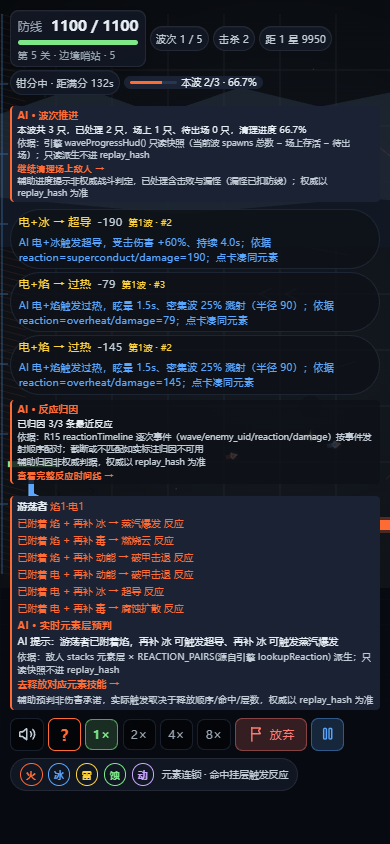 防线 1100 / 1100
第 5 关 · 边境哨站 · 5
波次 1 / 5
击杀 2
距 1 星 9950
钳分中 · 距满分 132s
本波 2/3 · 66.7%
AI • 波次推进
本波共 3 只，已处理 2 只，场上 1 只、待出场 0 只，清理进度 66.7%
依据：引擎 waveProgressHud() 只读快照（当前波 spawns 总数 − 场上存活 − 待出
场）；只读派生不进 replay_hash
继续清理场上敌人 →
辅助进度提示非权威战斗判定，已处理含击败与漏怪（漏怪已扣防线）；权威以
replay_hash 为准
电+冰 → 超导 -190 第1波 · #2
AI 电+冰触发超导，受击伤害 +60%、持续 4.0s；依据
reaction=superconduct/damage=190；点卡凑同元素
电+焰 → 过热 -79 第1波 · #3
AI 电+焰触发过热，眩晕 1.5s、密集波 25% 溅射（半径 90）；依据
reaction=overheat/damage=79；点卡凑同元素
电+焰 → 过热 -145 第1波 · #2
AI 电+焰触发过热，眩晕 1.5s、密集波 25% 溅射（半径 90）；依据
reaction=overheat/damage=145；点卡凑同元素
AI • 反应归因
已归因 3/3 条最近反应
依据：R15 reactionTimeline 逐次事件（wave/enemy_uid/reaction/damage）按事件发
射顺序配对；截断或不匹配如实标注归因不可用
辅助归因非权威判据，权威以 replay_hash 为准
查看完整反应时间线 →
游荡者 焰1·电1
已附着 焰 + 再补 冰 → 蒸汽爆发 反应
已附着 焰 + 再补 毒 → 燃烧云 反应
已附着 焰 + 再补 动能 → 破甲击退 反应
已附着 电 + 再补 动能 → 破甲击退 反应
已附着 电 + 再补 冰 → 超导 反应
已附着 电 + 再补 毒 → 腐蚀扩散 反应
AI • 实时元素层预判
AI 提示：游荡者已附着焰，再补 冰 可触发超导、再补 冰 可触发蒸汽爆发
依据：敌人 stacks 元素层 × REACTION_PAIRS(源自引擎 lookupReaction) 派生；只
读快照不进 replay_hash
去释放对应元素技能 →
辅助预判非伤害承诺，实际触发取决于释放顺序/命中/层数，权威以 replay_hash 为准
?
1×
2×
4×
8×
放弃
火 冰 雷 蚀 动 元素连锁 · 命中挂层触发反应